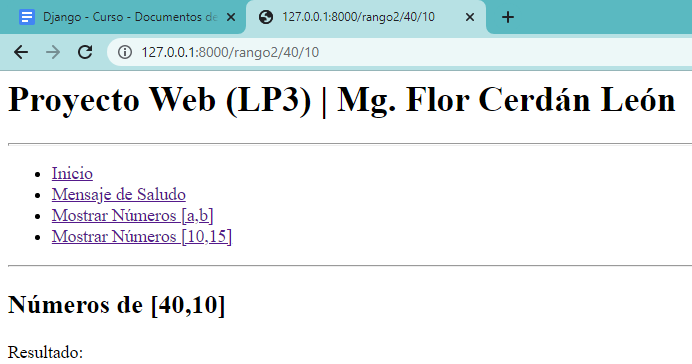 Django - Curso - Documentos de
127.0.0.1:8000/rango2/40/10
127.0.0.1:8000/rango2/40/10
Proyecto Web (LP3) | Mg. Flor Cerdán León
Inicio
Mensaje de Saludo
Mostrar Números [a,b]
Mostrar Números [10,15]
Números de [40,10]
Resultado: